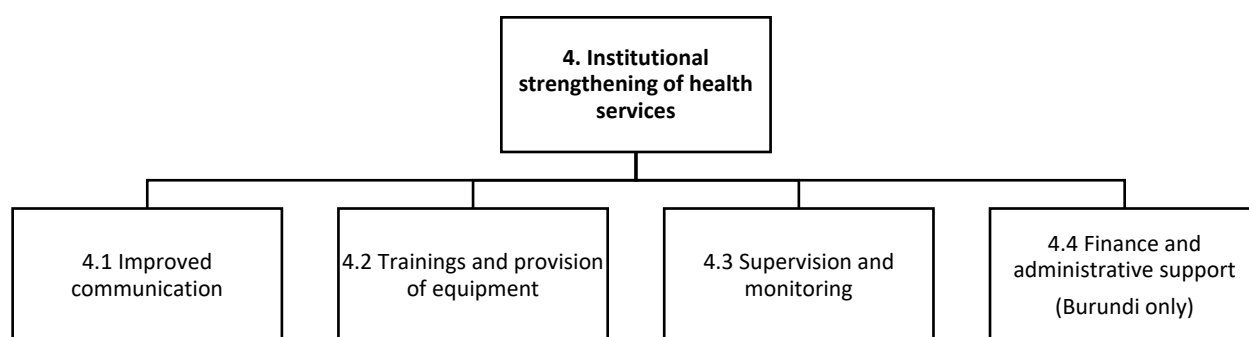 4. Institutional
strengthening of health
services
4.1 Improved
communication
4.2 Trainings and provision
of equipment
4.3 Supervision and
monitoring
4.4 Finance and
administrative support
(Burundi only)